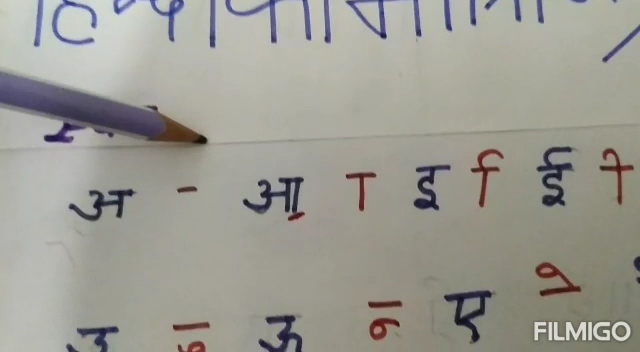 हिन्दी की मात्राएँ
अ - आ ा इ ि ई ी
उ ु ऊ ू ए े
FILMIGO